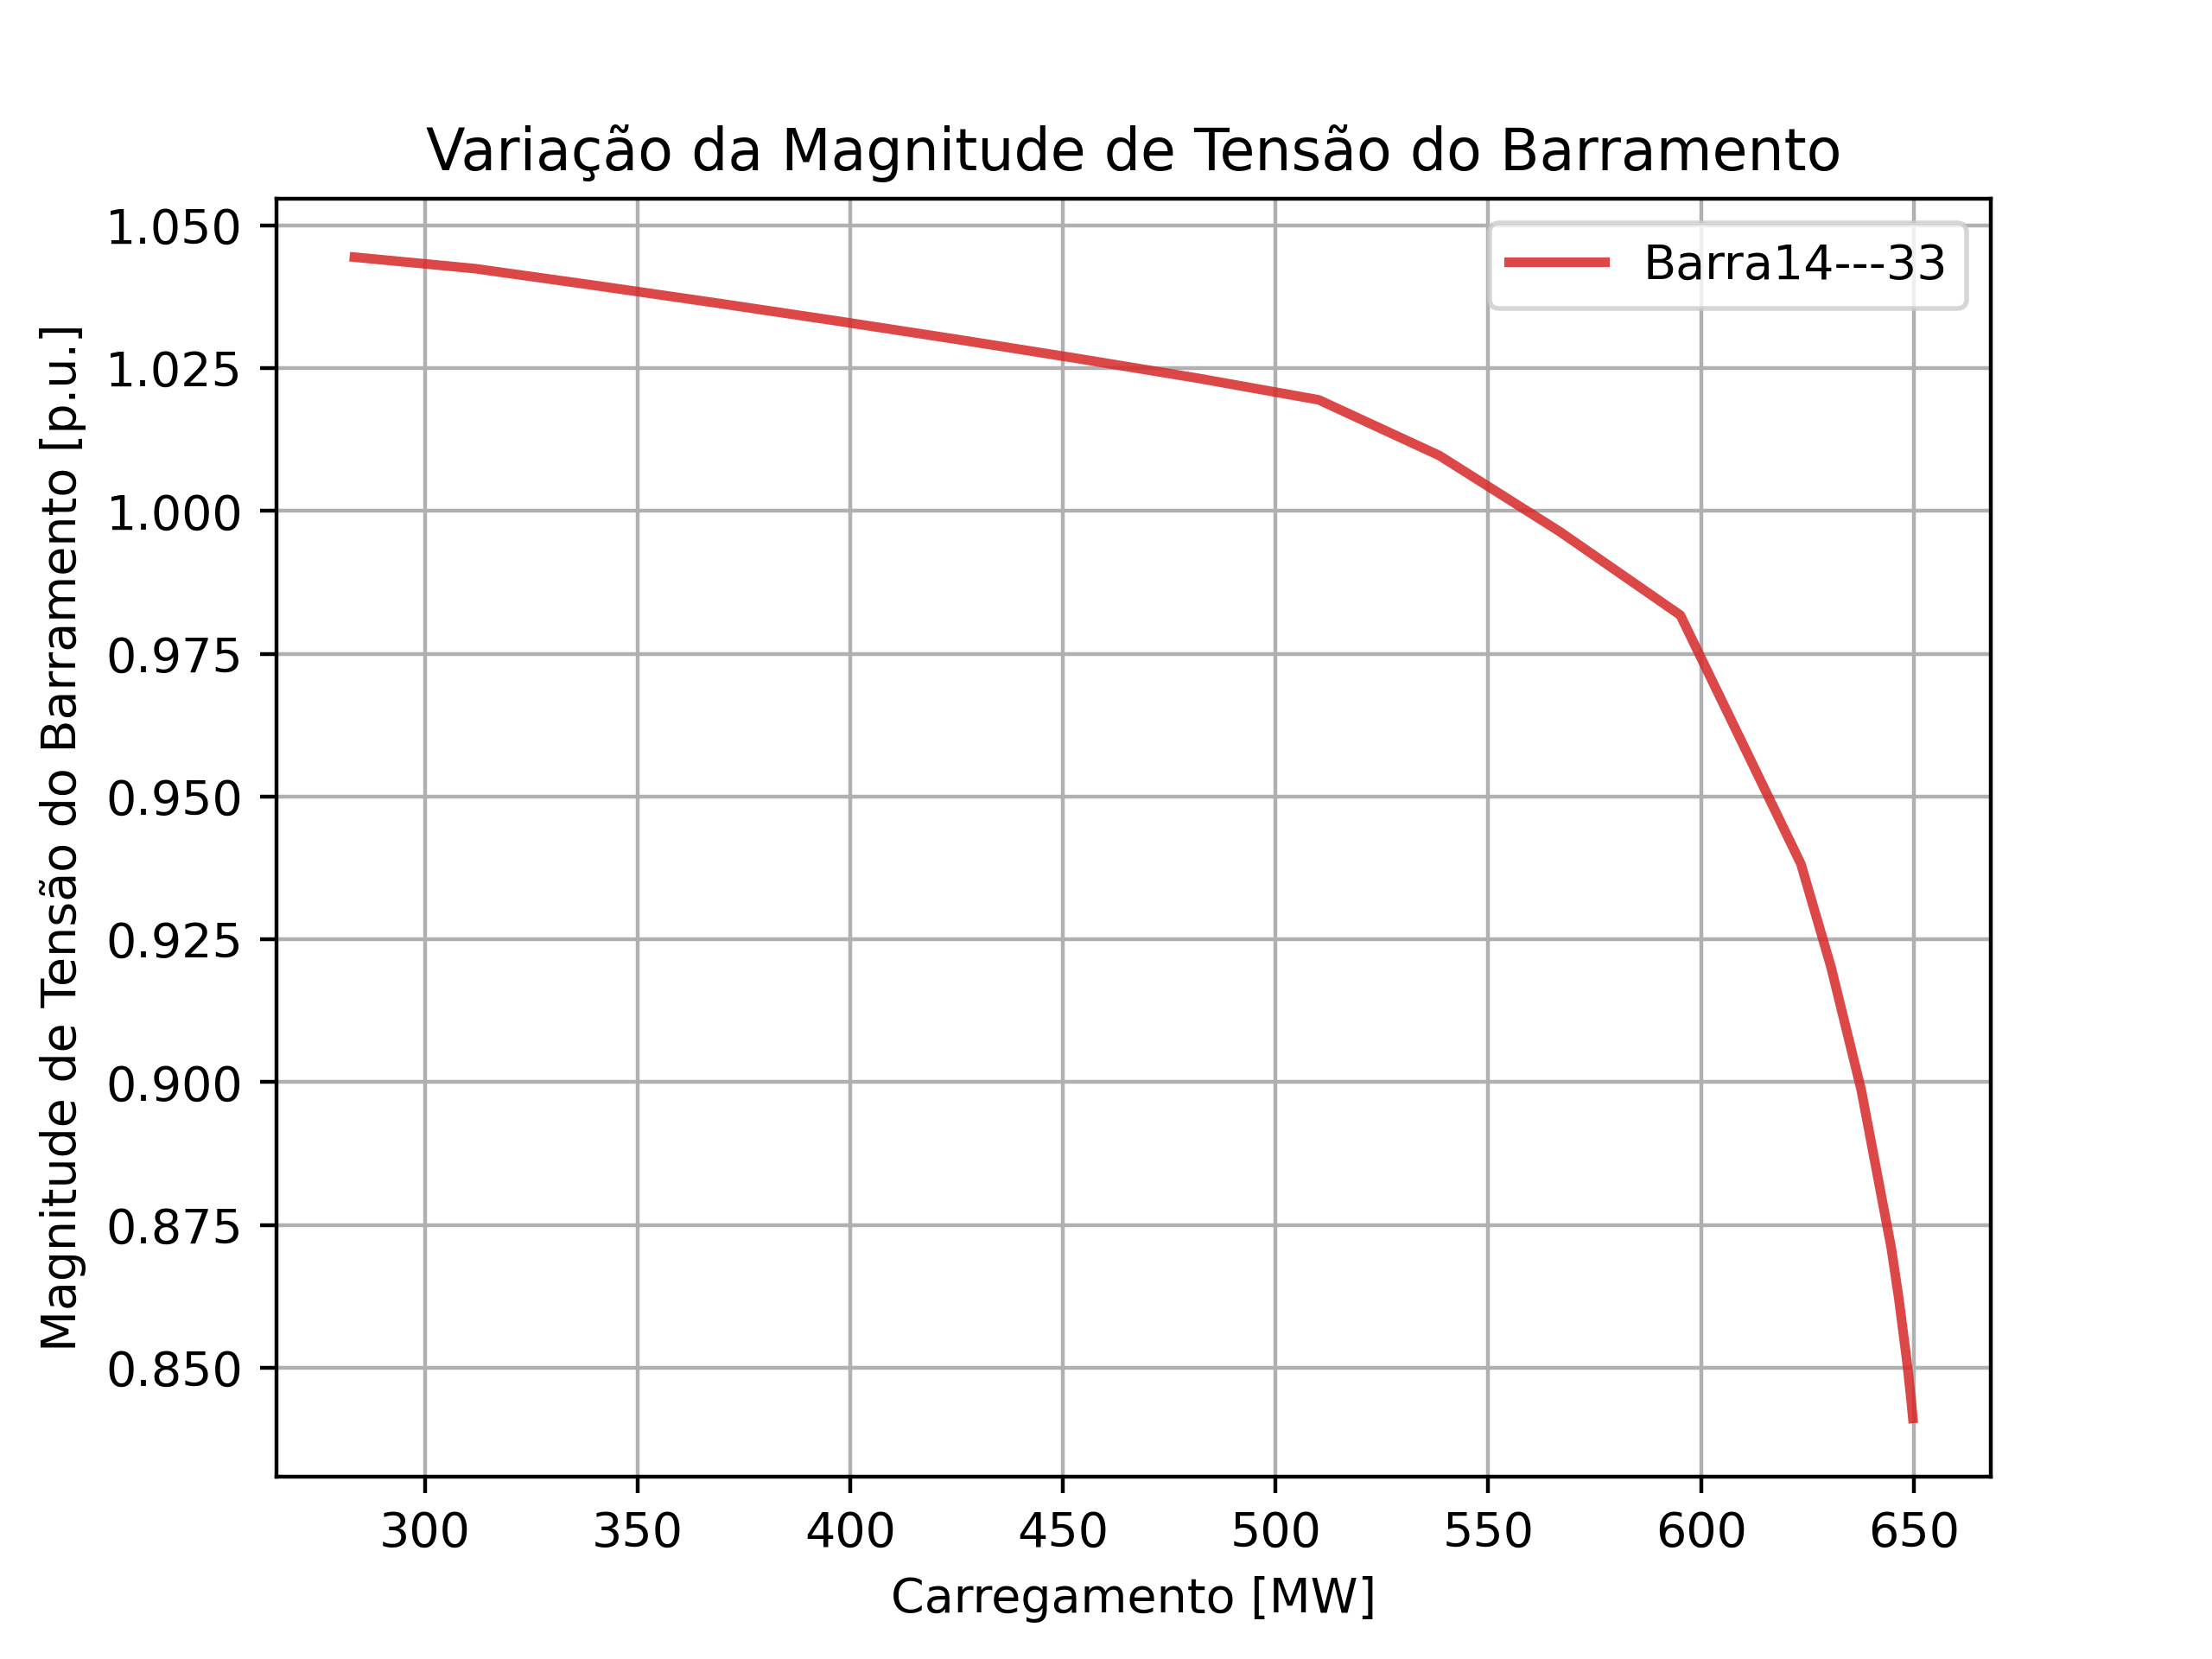 Variação da Magnitude de Tensão do Barramento
Barra14---33
Magnitude de Tensão do Barramento [p.u.]
1.050
1.025
1.000
0.975
0.950
0.925
0.900
0.875
0.850
300 350 400 450 500 550 600 650
Carregamento [MW]